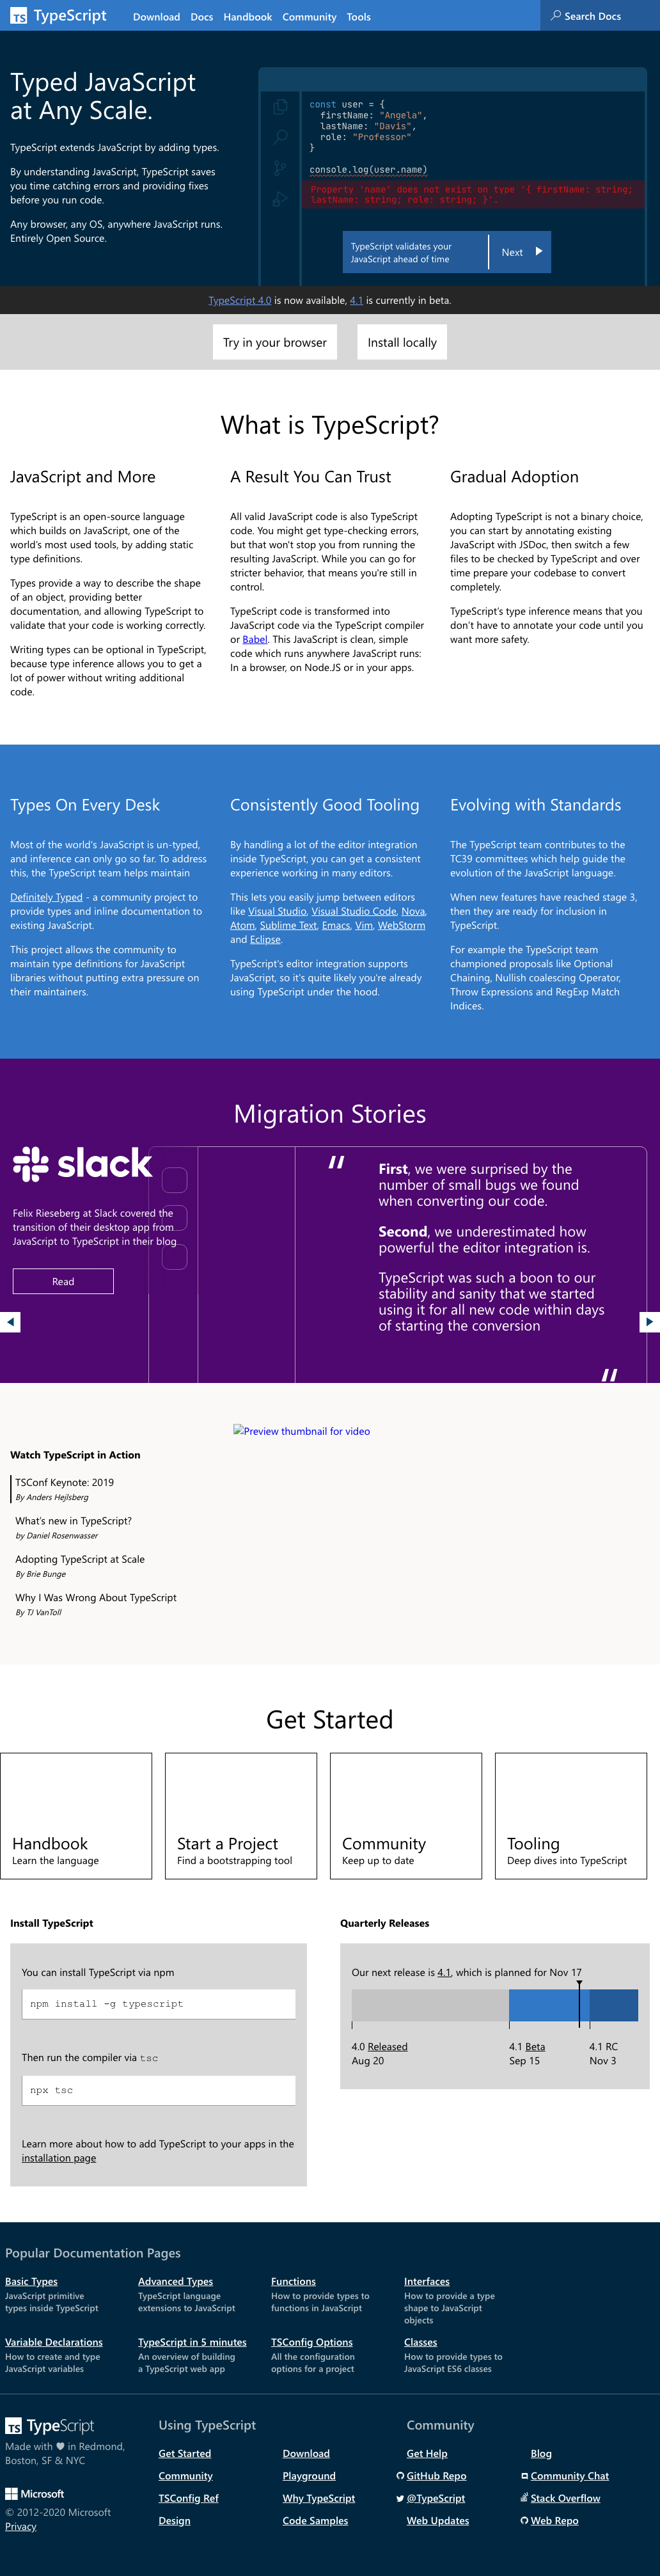 TS TypeScript
Download Docs Handbook Community Tools
Search Docs
Typed JavaScript
at Any Scale.
TypeScript extends JavaScript by adding types.
By understanding JavaScript, TypeScript saves
you time catching errors and providing fixes
before you run code.
Any browser, any OS, anywhere JavaScript runs.
Entirely Open Source.
const user = {
firstName: "Angela",
lastName: "Davis",
role: "Professor"
}
console.log(user.name)
Property 'name' does not exist on type '{ firstName: string;
lastName: string; role: string; }'.
TypeScript validates your
JavaScript ahead of time
Next
TypeScript 4.0 is now available, 4.1 is currently in beta.
Try in your browser
Install locally
What is TypeScript?
JavaScript and More
TypeScript is an open-source language
which builds on JavaScript, one of the
world's most used tools, by adding static
type definitions.
Types provide a way to describe the shape
of an object, providing better
documentation, and allowing TypeScript to
validate that your code is working correctly.
Writing types can be optional in TypeScript,
because type inference allows you to get a
lot of power without writing additional
code.
A Result You Can Trust
All valid JavaScript code is also TypeScript
code. You might get type-checking errors,
but that won't stop you from running the
resulting JavaScript. While you can go for
stricter behavior, that means you're still in
control.
TypeScript code is transformed into
JavaScript code via the TypeScript compiler
or Babel. This JavaScript is clean, simple
code which runs anywhere JavaScript runs:
In a browser, on Node.JS or in your apps.
Gradual Adoption
Adopting TypeScript is not a binary choice,
you can start by annotating existing
JavaScript with JSDoc, then switch a few
files to be checked by TypeScript and over
time prepare your codebase to convert
completely.
TypeScript's type inference means that you
don't have to annotate your code until you
want more safety.
Types On Every Desk
Most of the world's JavaScript is un-typed,
and inference can only go so far. To address
this, the TypeScript team helps maintain
Definitely Typed - a community project to
provide types and inline documentation to
existing JavaScript.
This project allows the community to
maintain type definitions for JavaScript
libraries without putting extra pressure on
their maintainers.
Consistently Good Tooling
By handling a lot of the editor integration
inside TypeScript, you can get a consistent
experience working in many editors.
This lets you easily jump between editors
like Visual Studio, Visual Studio Code, Nova,
Atom, Sublime Text, Emacs, Vim, WebStorm
and Eclipse.
TypeScript's editor integration supports
JavaScript, so it's quite likely you're already
using TypeScript under the hood.
Evolving with Standards
The TypeScript team contributes to the
TC39 committees which help guide the
evolution of the JavaScript language.
When new features have reached stage 3,
then they are ready for inclusion in
TypeScript.
For example the TypeScript team
championed proposals like Optional
Chaining, Nullish coalescing Operator,
Throw Expressions and RegExp Match
Indices.
Migration Stories
slack
Felix Rieseberg at Slack covered the
transition of their desktop app from
JavaScript to TypeScript in their blog
Read
"
First, we were surprised by the
number of small bugs we found
when converting our code.
Second, we underestimated how
powerful the editor integration is.
TypeScript was such a boon to our
stability and sanity that we started
using it for all new code within days
of starting the conversion
"
Preview thumbnail for video
Watch TypeScript in Action
TSConf Keynote: 2019
By Anders Hejlsberg
What's new in TypeScript?
by Daniel Rosenwasser
Adopting TypeScript at Scale
By Brie Bunge
Why I Was Wrong About TypeScript
By TJ VanToll
Get Started
Handbook
Learn the language
Start a Project
Find a bootstrapping tool
Community
Keep up to date
Tooling
Deep dives into TypeScript
Install TypeScript
You can install TypeScript via npm
npm install -g typescript
Then run the compiler via tsc
npx tsc
Learn more about how to add TypeScript to your apps in the
installation page
Quarterly Releases
Our next release is 4.1, which is planned for Nov 17
4.0 Released
Aug 20
4.1 Beta
Sep 15
4.1 RC
Nov 3
Popular Documentation Pages
Basic Types
JavaScript primitive
types inside TypeScript
Advanced Types
TypeScript language
extensions to JavaScript
Functions
How to provide types to
functions in JavaScript
Interfaces
How to provide a type
shape to JavaScript
objects
Variable Declarations
How to create and type
JavaScript variables
TypeScript in 5 minutes
An overview of building
a TypeScript web app
TSConfig Options
All the configuration
options for a project
Classes
How to provide types to
JavaScript ES6 classes
TS TypeScript
Made with ♥ in Redmond,
Boston, SF & NYC
Microsoft
© 2012-2020 Microsoft
Privacy
Using TypeScript
Get Started
Community
TSConfig Ref
Design
Download
Playground
Why TypeScript
Code Samples
Community
Get Help
GitHub Repo
@TypeScript
Web Updates
Blog
Community Chat
Stack Overflow
Web Repo